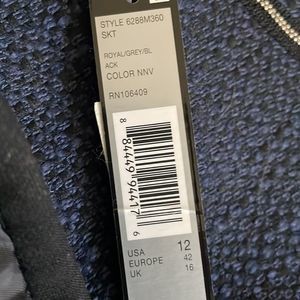 STYLE 6288M360
SKT
ROYAL/GREY/BL
ACK
COLOR NNV
RN106409
8 84449 94417 6
USA 12
EUROPE 42
UK 16